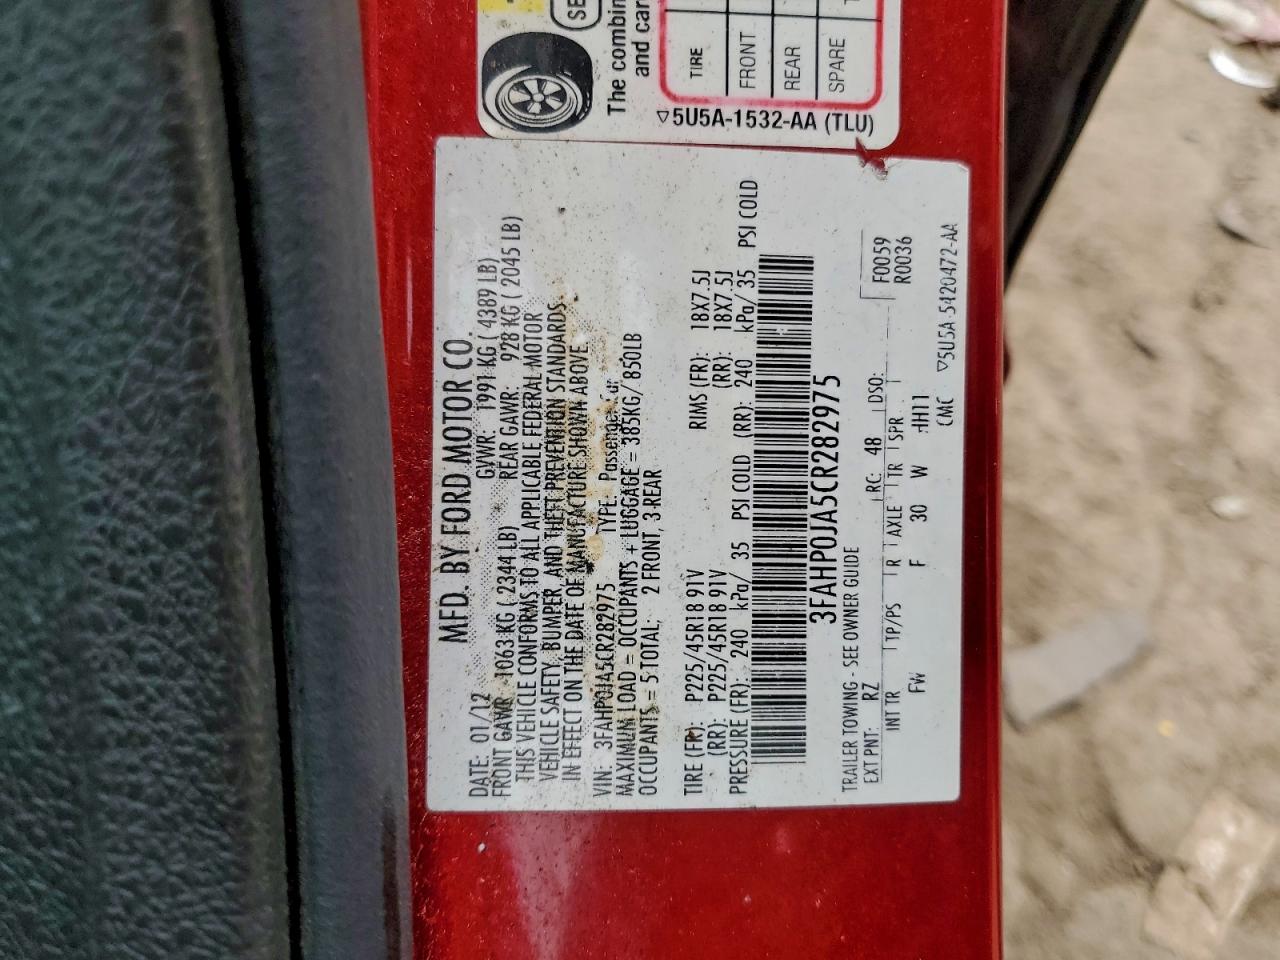 SE
The combin
and car
TIRE
FRONT
REAR
SPARE
▽5U5A-1532-AA (TLU)
MFD. BY FORD MOTOR CO.
DATE: 01/12 GVWR: 1991 KG ( 4389 LB)
FRONT GAWR: 1063 KG ( 2344 LB) REAR GAWR: 928 KG ( 2045 LB)
THIS VEHICLE CONFORMS TO ALL APPLICABLE FEDERAL MOTOR
VEHICLE SAFETY, BUMPER, AND THEFT PREVENTION STANDARDS
IN EFFECT ON THE DATE OF MANUFACTURE SHOWN ABOVE
VIN: 3FAHP0JA5CR282975 TYPE: Passenger
MAXIMUM LOAD = OCCUPANTS + LUGGAGE = 385KG/ 850LB
OCCUPANTS = 5 TOTAL; 2 FRONT, 3 REAR
TIRE (FR): P225/45R18 91V RIMS (FR): 18X7.5J
(RR): P225/45R18 91V (RR): 18X7.5J
PRESSURE (FR): 240 kPa/ 35 PSI COLD (RR): 240 kPa/ 35 PSI COLD
3FAHP0JA5CR282975
TRAILER TOWING - SEE OWNER GUIDE
F0059
R0036
EXT PNT: RZ RC: 48 DSO:
INT TR TP/PS R AXLE TR SPR
FW F 30 W HH11
CMC ▽5U5A 5420472-AA